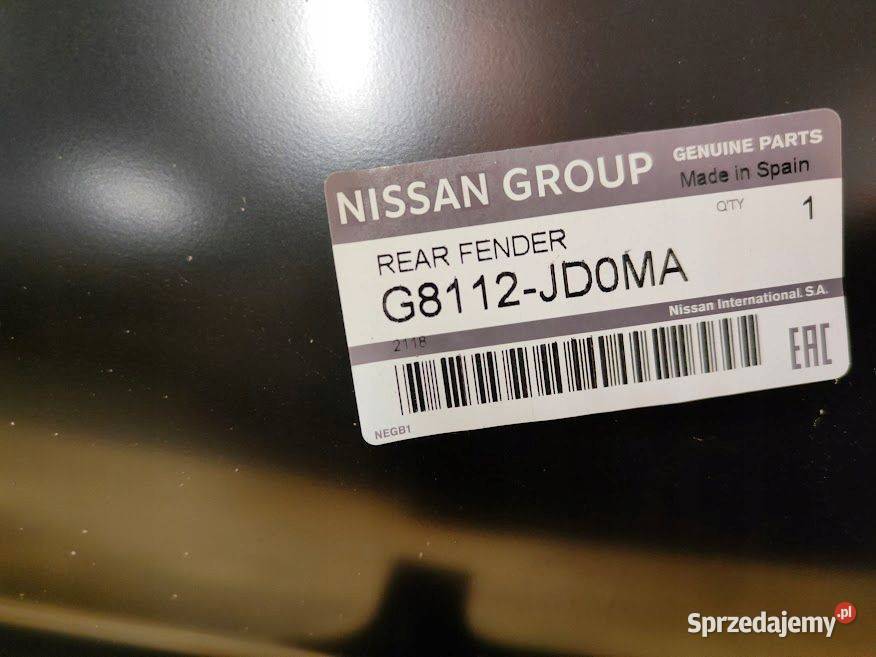 NISSAN GROUP
GENUINE PARTS
Made in Spain
REAR FENDER
Q'TY 1
G8112-JD0MA
Nissan International. S.A.
2118
EAC
NEGB1
Sprzedajemy.pl